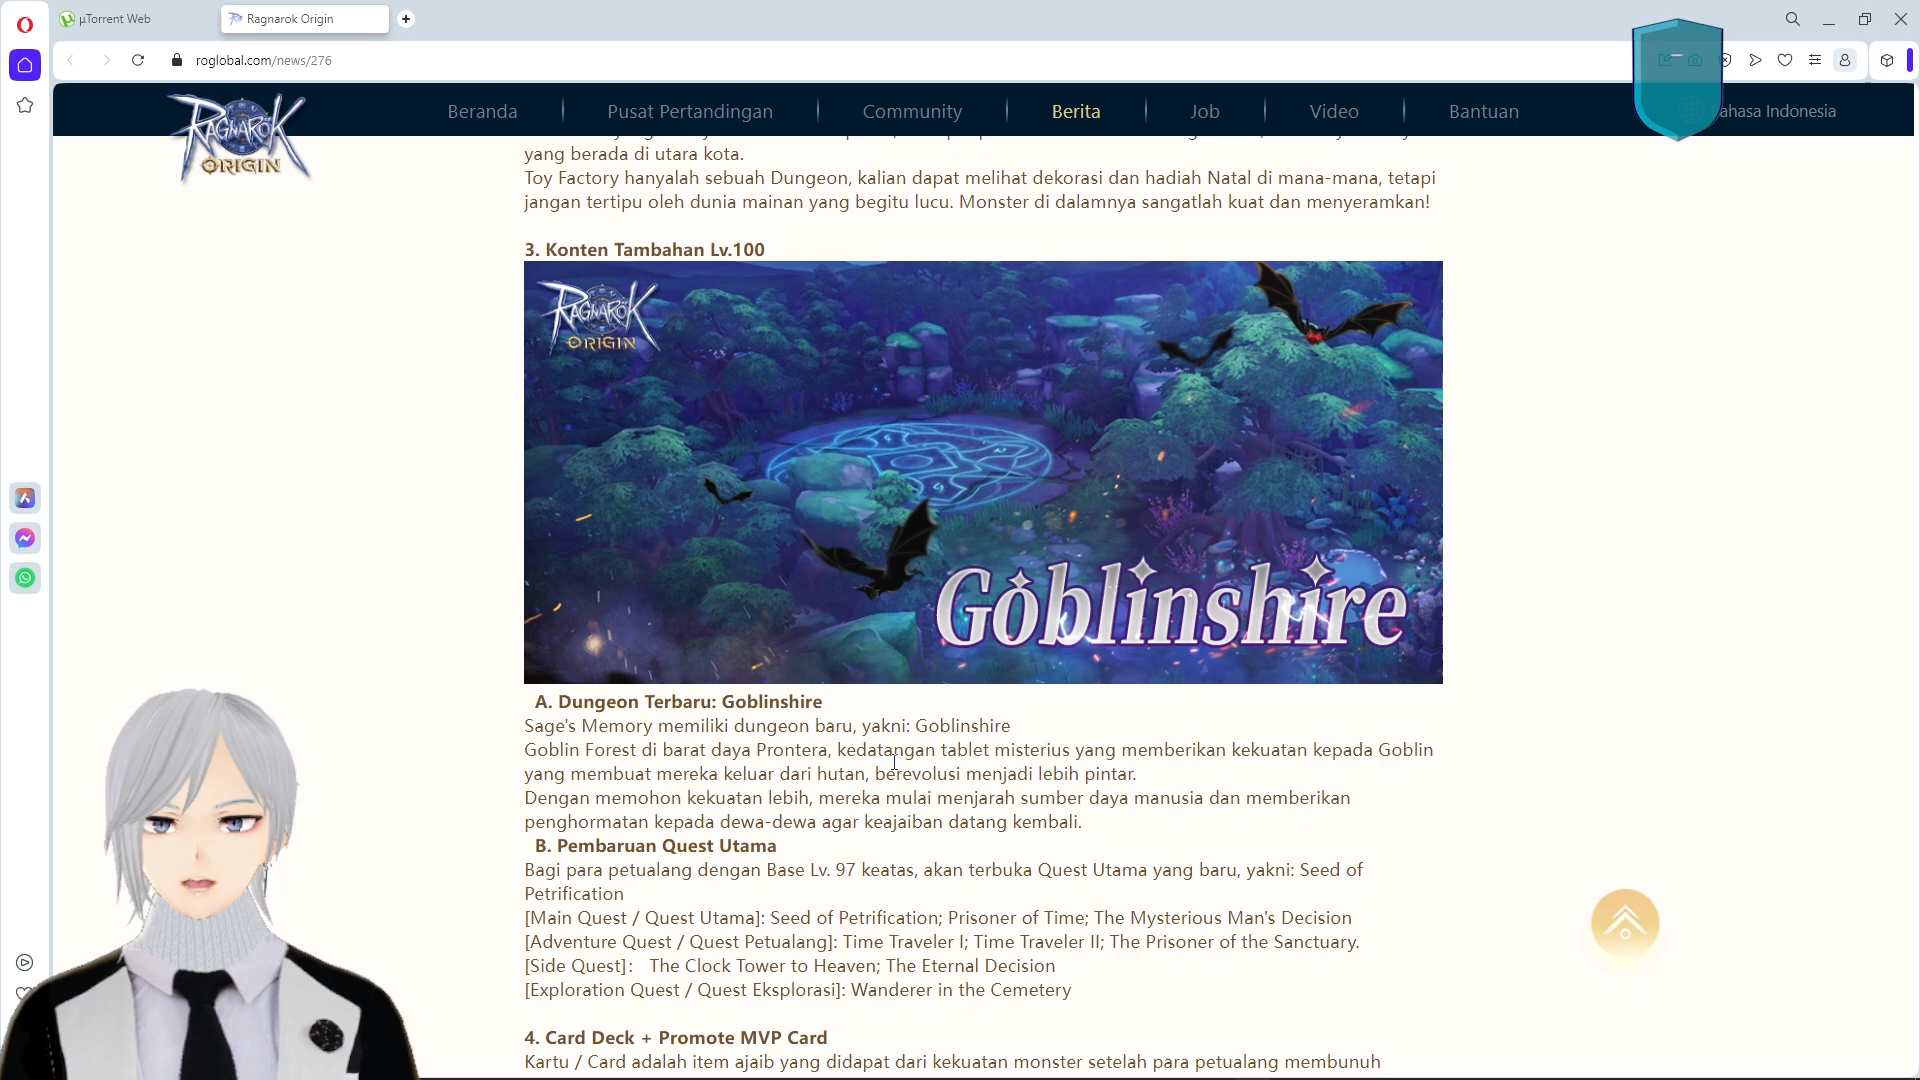 µTorrent Web
Ragnarok Origin
roglobal.com/news/276
RAGNARÖK
ORIGIN
Beranda
Pusat Pertandingan
Community
Berita
Job
Video
Bantuan
Bahasa Indonesia
yang berada di utara kota.
Toy Factory hanyalah sebuah Dungeon, kalian dapat melihat dekorasi dan hadiah Natal di mana-mana, tetapi
jangan tertipu oleh dunia mainan yang begitu lucu. Monster di dalamnya sangatlah kuat dan menyeramkan!
3. Konten Tambahan Lv.100
RAGNARÖK
ORIGIN
Goblinshire
A. Dungeon Terbaru: Goblinshire
Sage's Memory memiliki dungeon baru, yakni: Goblinshire
Goblin Forest di barat daya Prontera, kedatangan tablet misterius yang memberikan kekuatan kepada Goblin
yang membuat mereka keluar dari hutan, berevolusi menjadi lebih pintar.
Dengan memohon kekuatan lebih, mereka mulai menjarah sumber daya manusia dan memberikan
penghormatan kepada dewa-dewa agar keajaiban datang kembali.
B. Pembaruan Quest Utama
Bagi para petualang dengan Base Lv. 97 keatas, akan terbuka Quest Utama yang baru, yakni: Seed of
Petrification
[Main Quest / Quest Utama]: Seed of Petrification; Prisoner of Time; The Mysterious Man's Decision
[Adventure Quest / Quest Petualang]: Time Traveler I; Time Traveler II; The Prisoner of the Sanctuary.
[Side Quest]: The Clock Tower to Heaven; The Eternal Decision
[Exploration Quest / Quest Eksplorasi]: Wanderer in the Cemetery
4. Card Deck + Promote MVP Card
Kartu / Card adalah item ajaib yang didapat dari kekuatan monster setelah para petualang membunuh